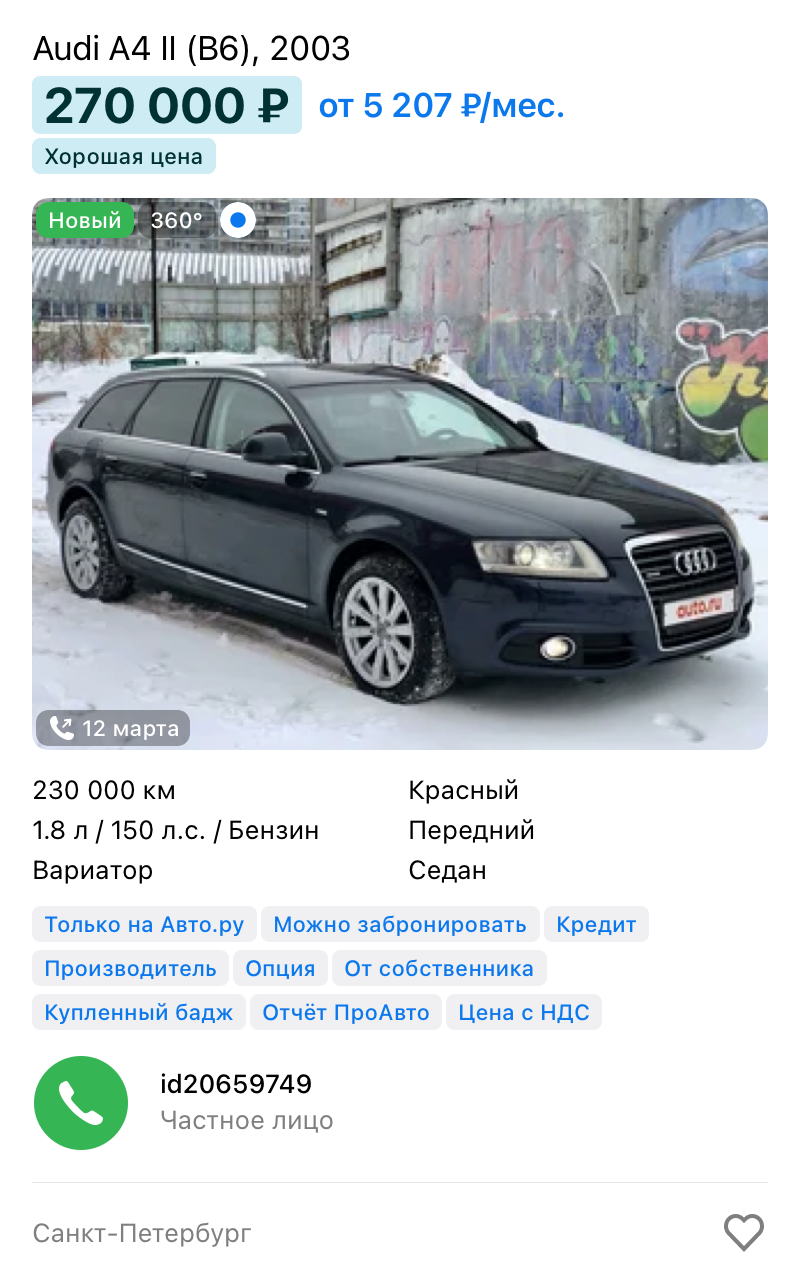 Audi A4 II (B6), 2003
270 000 ₽ от 5 207 ₽/мес.
Хорошая цена
Новый 360°
auto.ru
12 марта
230 000 км Красный
1.8 л / 150 л.с. / Бензин Передний
Вариатор Седан
Только на Авто.ру Можно забронировать Кредит
Производитель Опция От собственника
Купленный бадж Отчёт ПроАвто Цена с НДС
id20659749
Частное лицо
Санкт-Петербург